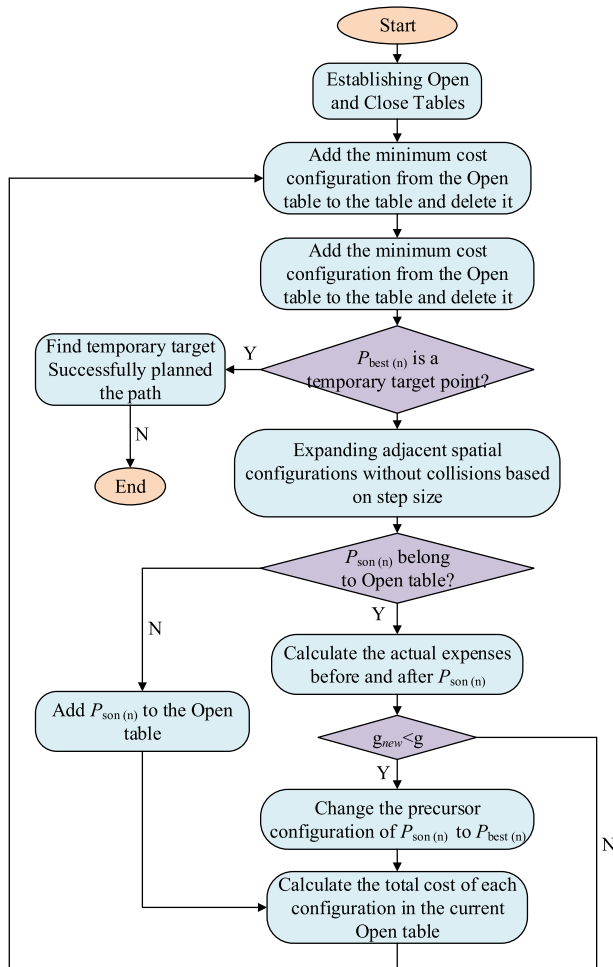 Start
Establishing Open
and Close Tables
Add the minimum cost
configuration from the Open
table to the table and delete it
Add the minimum cost
configuration from the Open
table to the table and delete it
Find temporary target
Successfully planned
the path
Y
P best (n) is a
temporary target point?
N
End
Expanding adjacent spatial
configurations without collisions based
on step size
P son (n) belong
to Open table?
Y
N
Calculate the actual expenses
before and after P son (n)
Add P son (n) to the Open
table
g new<g
Y
N
Change the precursor
configuration of P son (n) to P best (n)
Calculate the total cost of each
configuration in the current
Open table